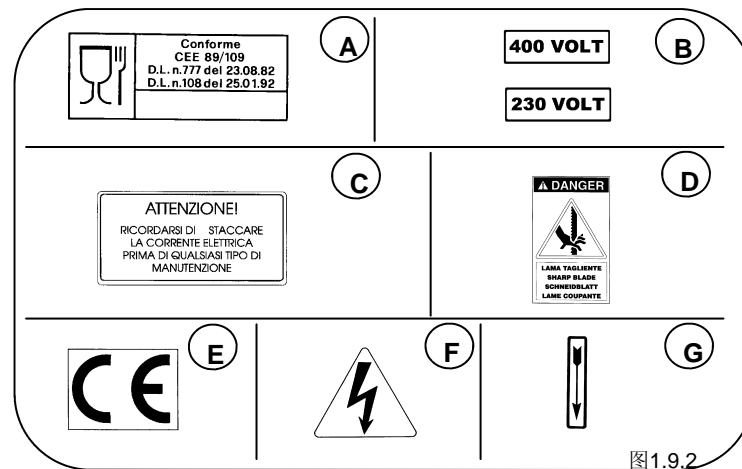 Conforme
CEE 89/109
D.L. n.777 del 23.08.82
D.L. n.108 del 25.01.92
A
400 VOLT
230 VOLT
B
ATTENZIONE!
RICORDARSI DI STACCARE
LA CORRENTE ELETTRICA
PRIMA DI QUALSIASI TIPO DI
MANUTENZIONE
C
DANGER
LAMA TAGLIENTE
SHARP BLADE
SCHNEIDBLATT
LAME COUPANTE
D
CE
E
F
G
图1.9.2